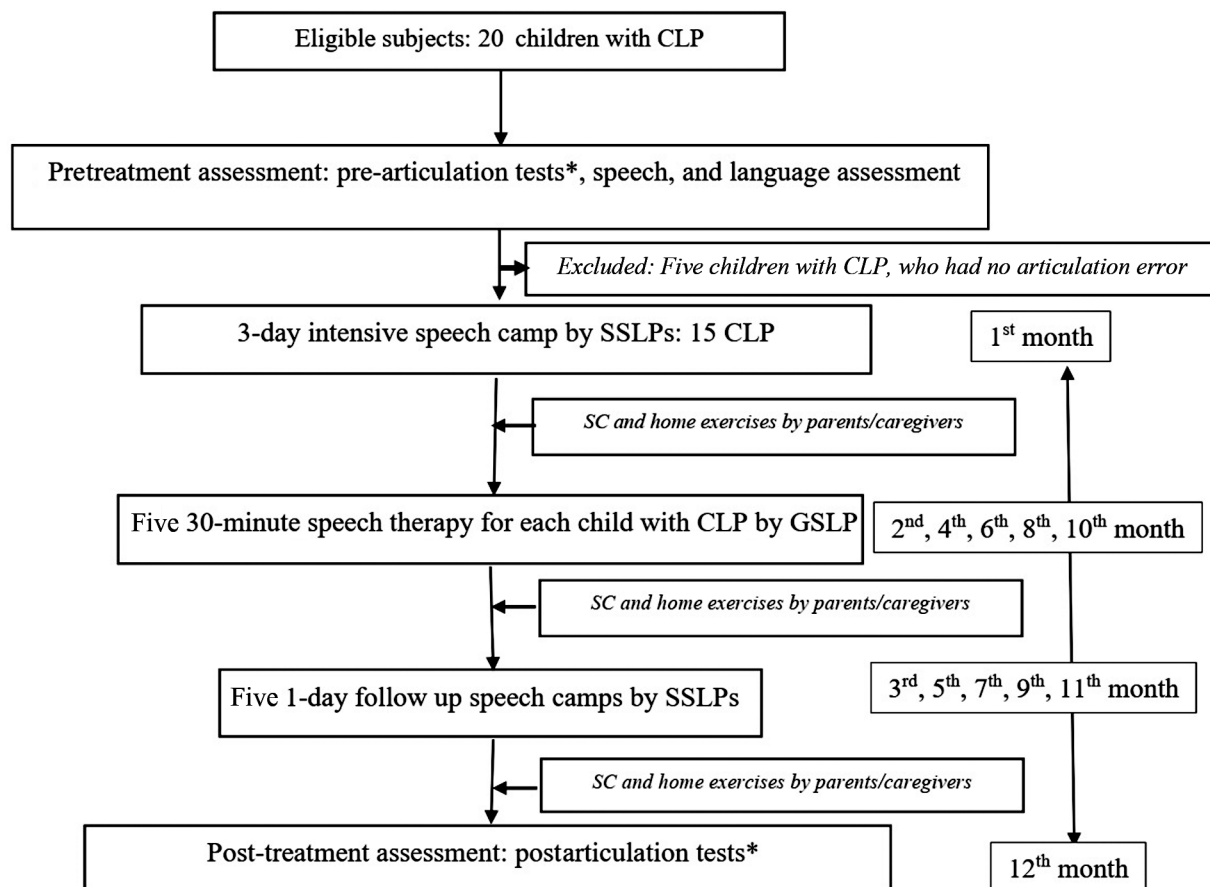 Eligible subjects: 20 children with CLP
Pretreatment assessment: pre-articulation tests*, speech, and language assessment
Excluded: Five children with CLP, who had no articulation error
3-day intensive speech camp by SSLPs: 15 CLP
1st month
SC and home exercises by parents/caregivers
Five 30-minute speech therapy for each child with CLP by GSLP
2nd, 4th, 6th, 8th, 10th month
SC and home exercises by parents/caregivers
Five 1-day follow up speech camps by SSLPs
3rd, 5th, 7th, 9th, 11th month
SC and home exercises by parents/caregivers
Post-treatment assessment: postarticulation tests*
12th month